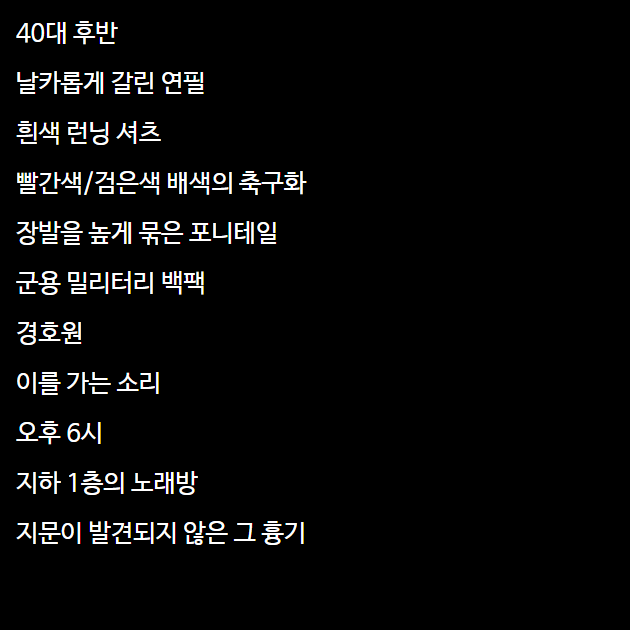 40대 후반
날카롭게 갈린 연필
흰색 런닝 셔츠
빨간색/검은색 배색의 축구화
장발을 높게 묶은 포니테일
군용 밀리터리 백팩
경호원
이를 가는 소리
오후 6시
지하 1층의 노래방
지문이 발견되지 않은 그 흉기